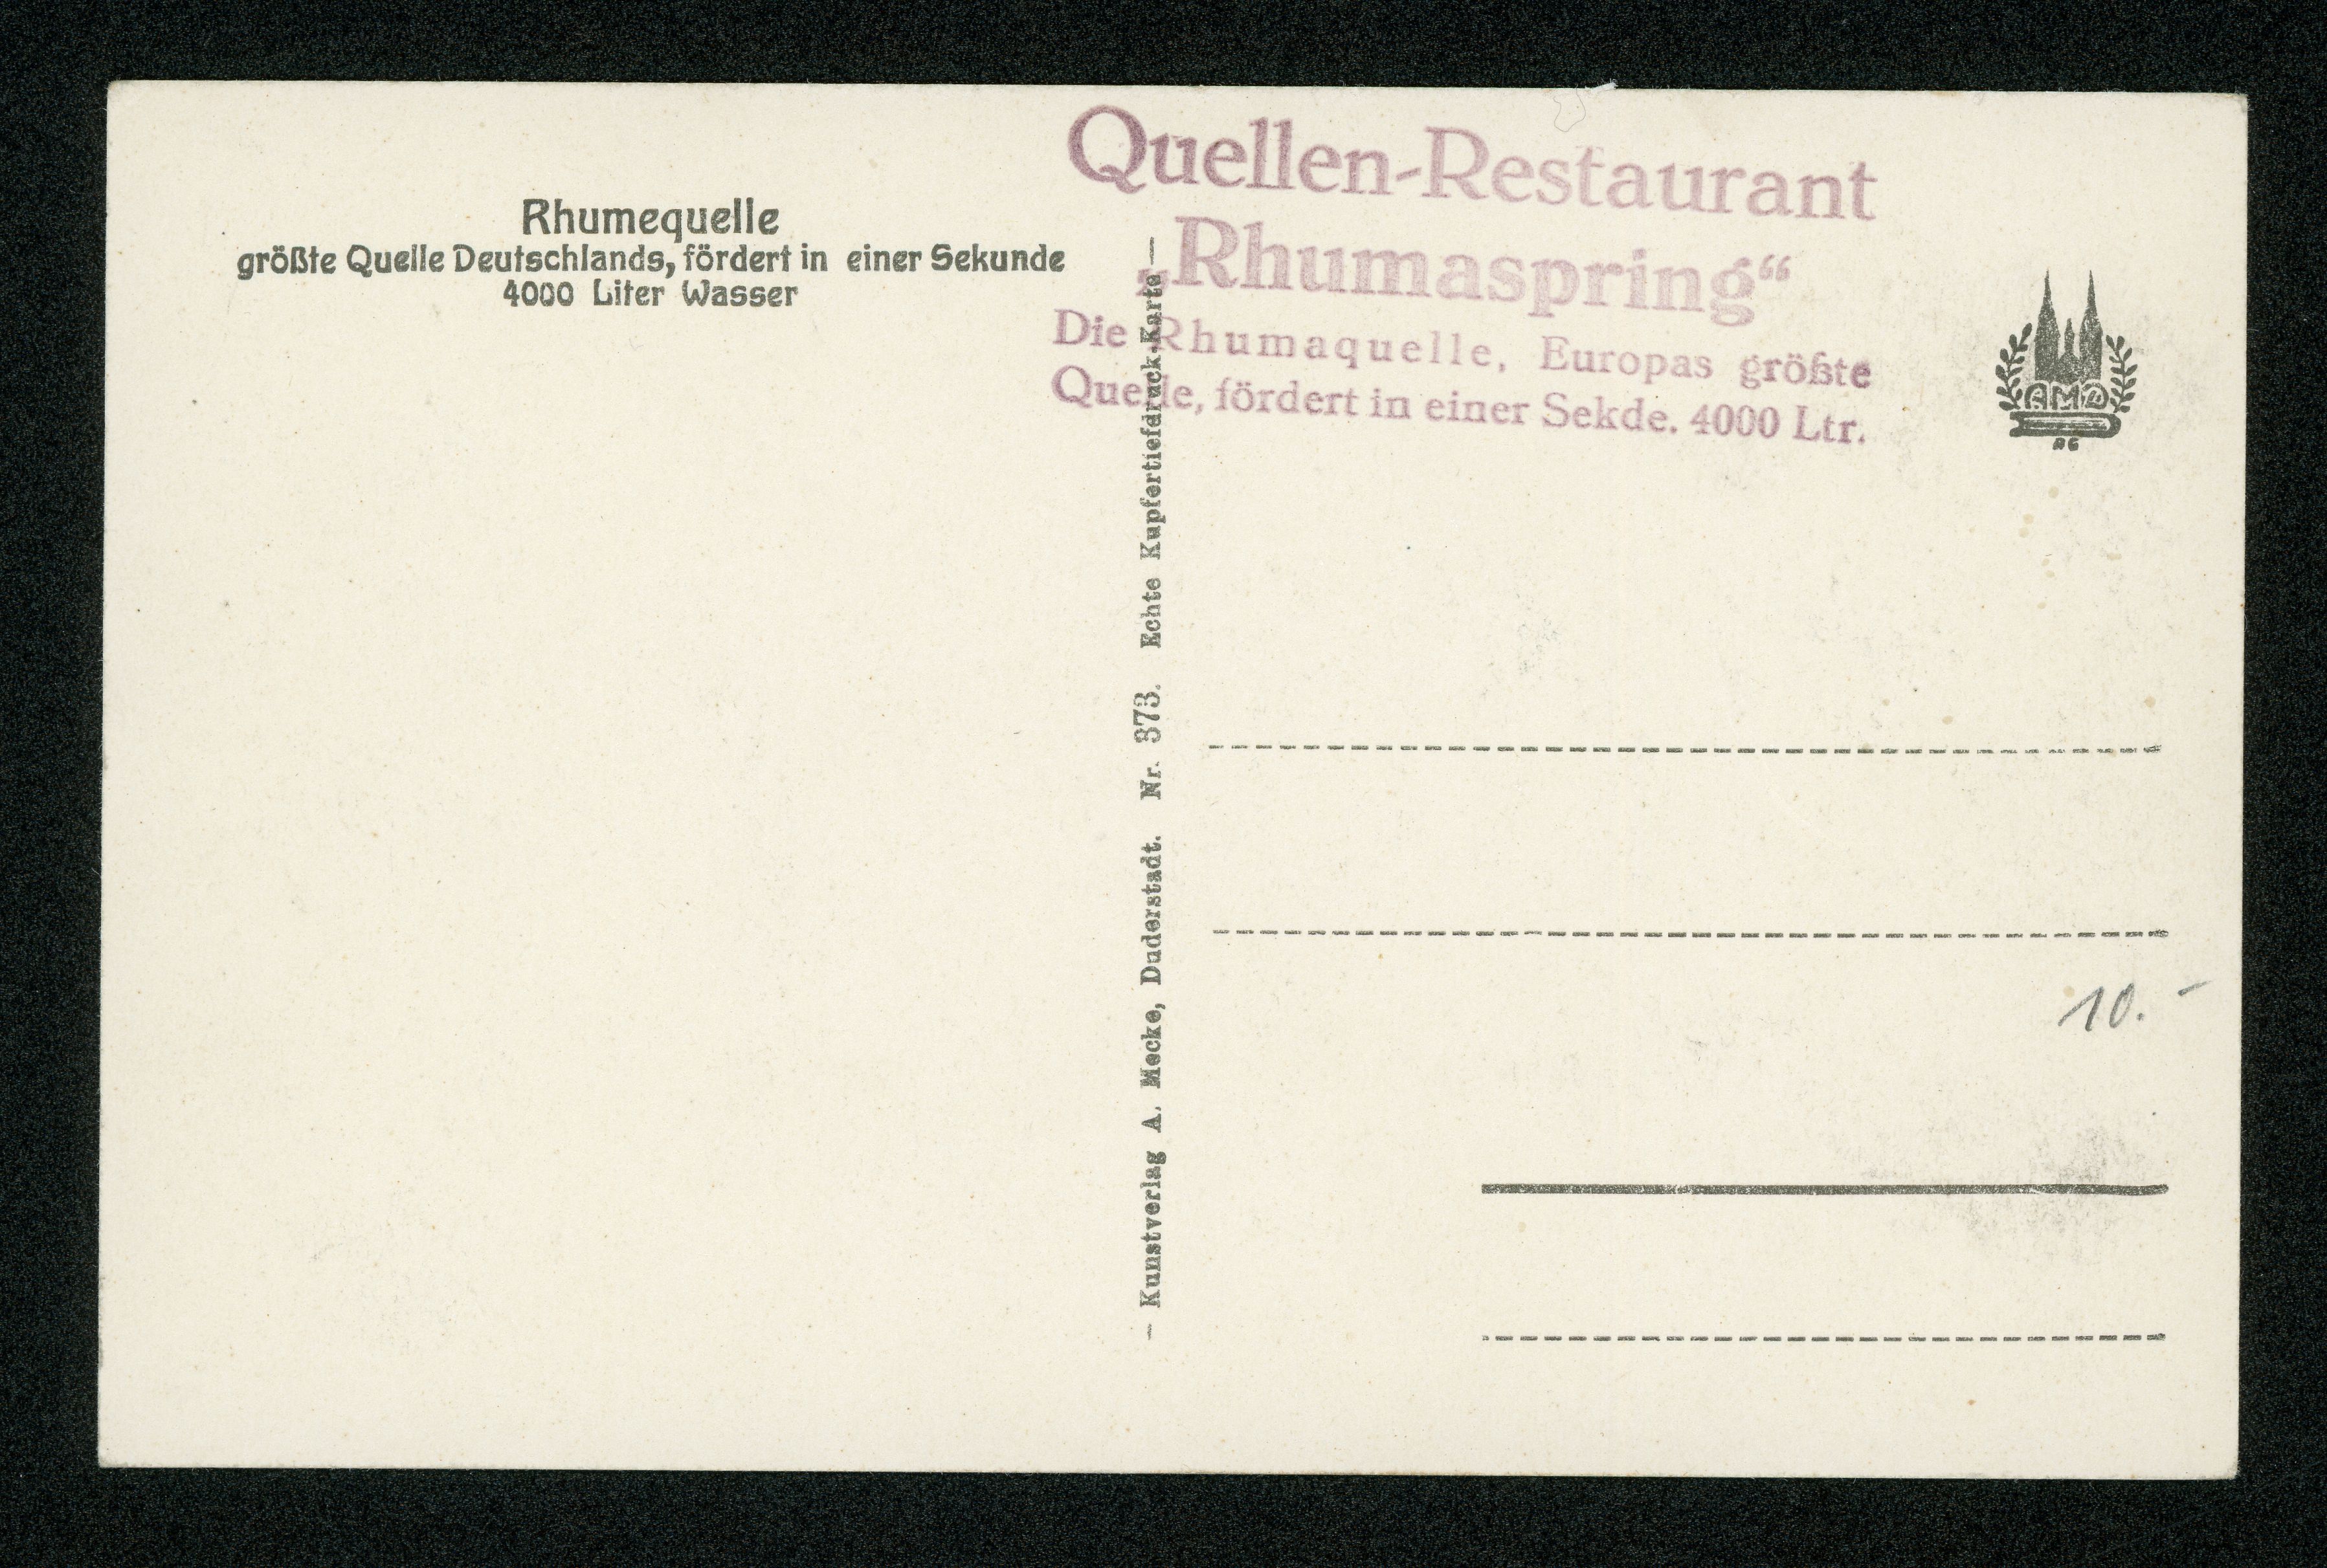 Rhumequelle
größte Quelle Deutschlands, fördert in einer Sekunde
4000 Liter Wasser
Quellen-Restaurant
„Rhumaspring“
Die Rhumaquelle, Europas größte
Quelle, fördert in einer Sekde. 4000 Ltr.
– Kunstverlag A. Mecke, Duderstadt. Nr. 373. Echte Kupfertiefdruck-Karte –
AMD
AG
10.-